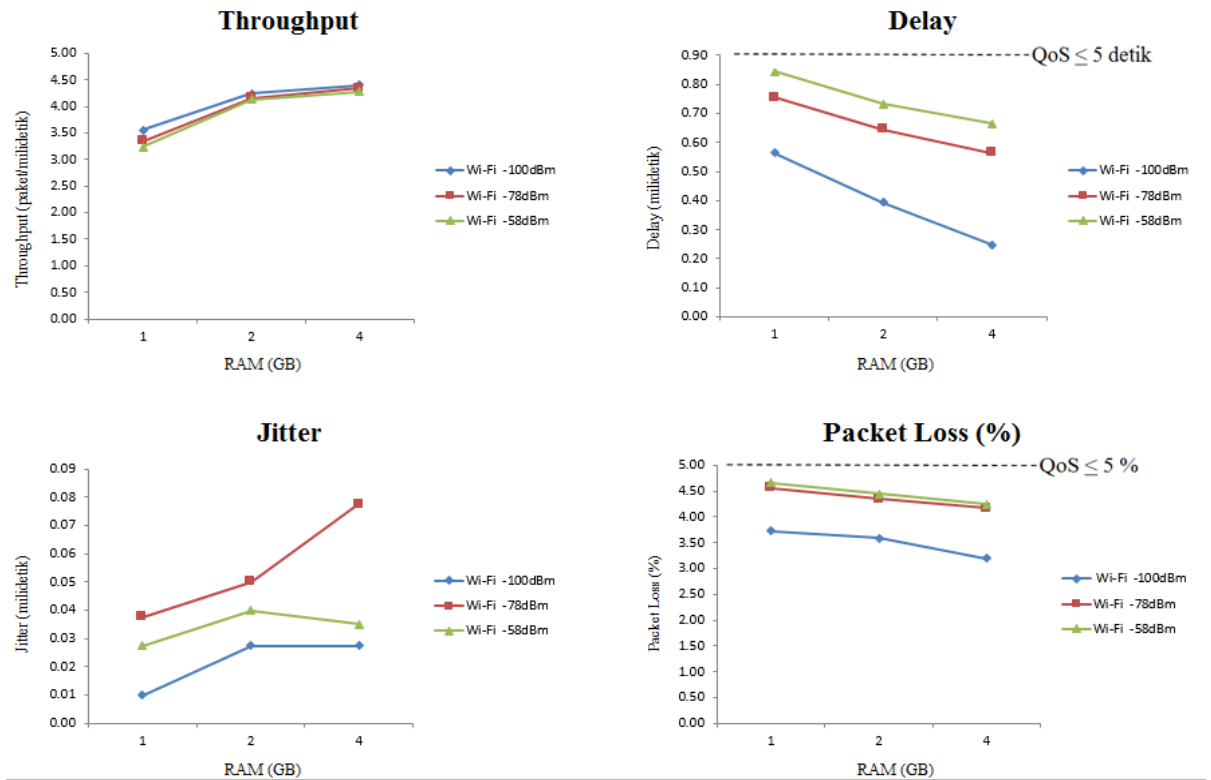 Throughput
5.00
4.50
4.00
3.50
3.00
2.50
2.00
1.50
1.00
0.50
0.00
Throughput (paket/milidetik)
1 2 4
RAM (GB)
Wi-Fi -100dBm
Wi-Fi -78dBm
Wi-Fi -58dBm
Delay
QoS ≤ 5 detik
0.90
0.80
0.70
0.60
0.50
0.40
0.30
0.20
0.10
0.00
Delay (milidetik)
1 2 4
RAM (GB)
Wi-Fi -100dBm
Wi-Fi -78dBm
Wi-Fi -58dBm
Jitter
0.09
0.08
0.07
0.06
0.05
0.04
0.03
0.02
0.01
0.00
Jitter (milidetik)
1 2 4
RAM (GB)
Wi-Fi -100dBm
Wi-Fi -78dBm
Wi-Fi -58dBm
Packet Loss (%)
QoS ≤ 5 %
5.00
4.50
4.00
3.50
3.00
2.50
2.00
1.50
1.00
0.50
0.00
Packet Loss (%)
1 2 4
RAM (GB)
Wi-Fi -100dBm
Wi-Fi -78dBm
Wi-Fi -58dBm